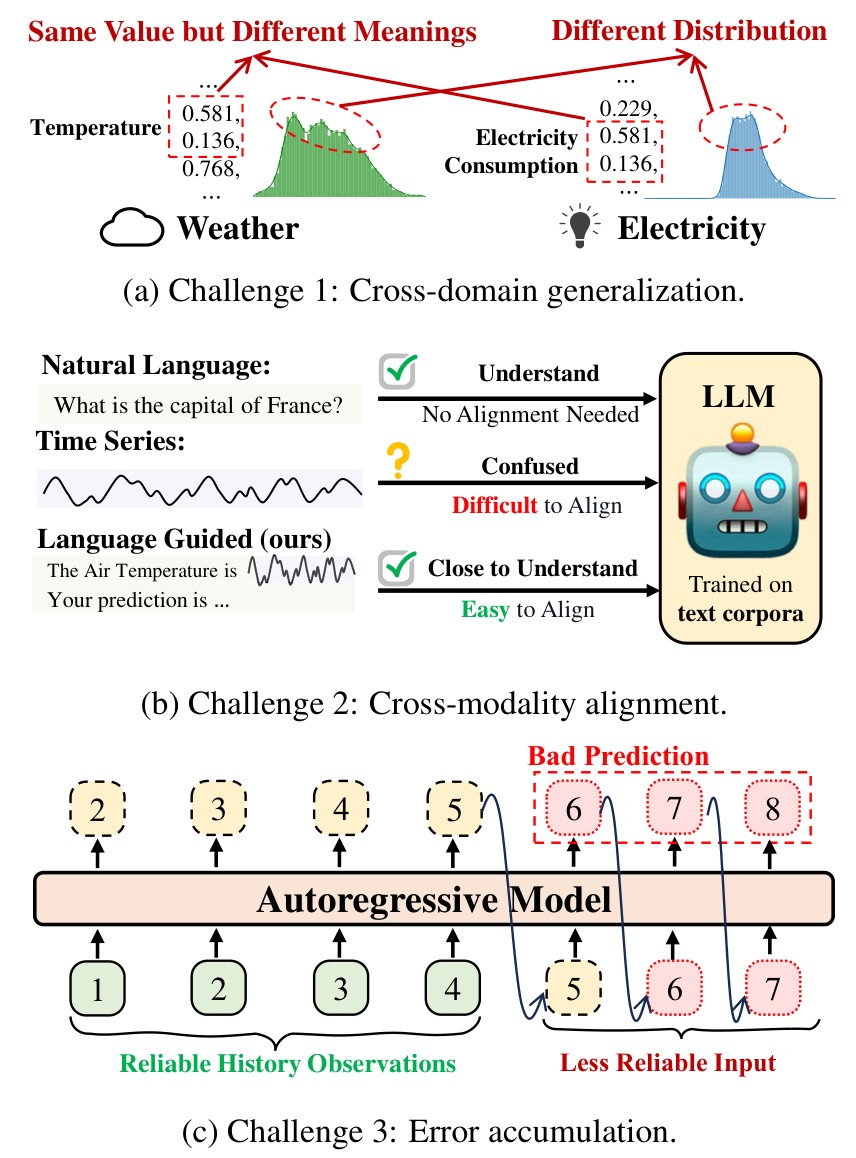 Same Value but Different Meanings
Different Distribution
...
Temperature
0.581,
0.136,
0.768,
...
...
0.229,
Electricity
Consumption
0.581,
0.136,
...
Weather
Electricity
(a) Challenge 1: Cross-domain generalization.
Natural Language:
What is the capital of France?
Understand
No Alignment Needed
Time Series:
?
Confused
Difficult to Align
Language Guided (ours)
The Air Temperature is
Your prediction is ...
Close to Understand
Easy to Align
LLM
Trained on
text corpora
(b) Challenge 2: Cross-modality alignment.
Bad Prediction
2 3 4 5 6 7 8
Autoregressive Model
1 2 3 4 5 6 7
Reliable History Observations
Less Reliable Input
(c) Challenge 3: Error accumulation.